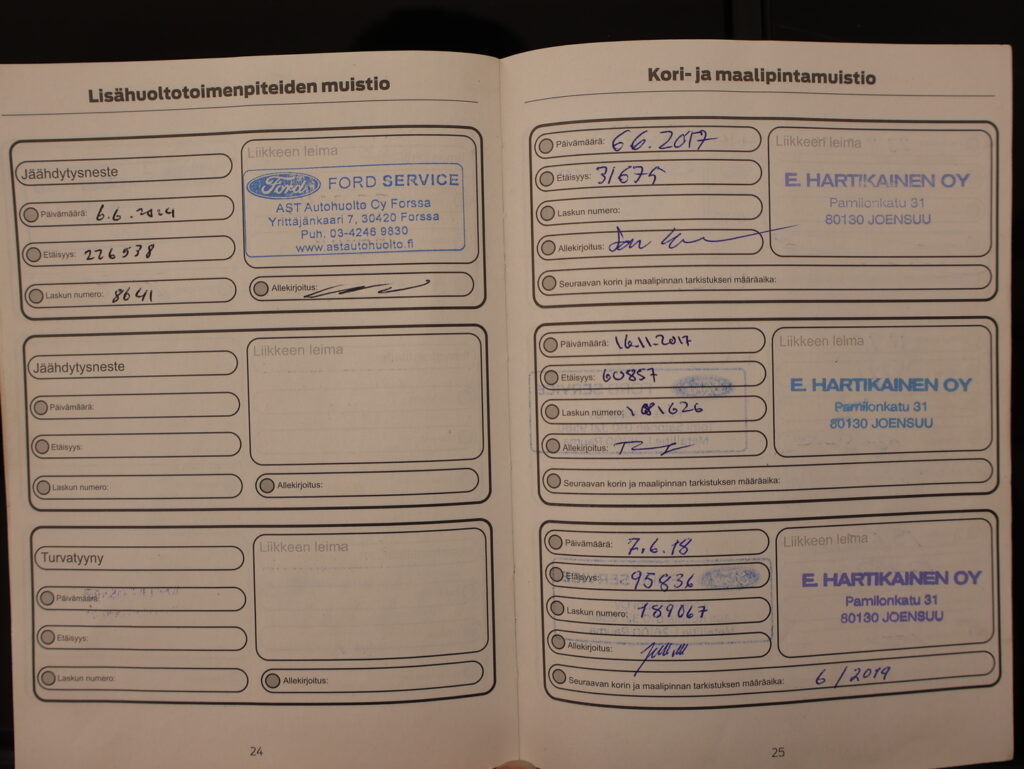 Lisähuoltotoimenpiteiden muistio
Jäähdytysneste
Päivämäärä: 6.6.2024
Etäisyys: 226538
Laskun numero: 8641
Liikkeen leima
Ford FORD SERVICE
AST Autohuolto Oy Forssa
Yrittäjänkaari 7, 30420 Forssa
Puh. 03-4246 9830
www.astautohuolto.fi
Allekirjoitus:
Jäähdytysneste
Päivämäärä:
Etäisyys:
Laskun numero:
Liikkeen leima
Allekirjoitus:
Turvatyyny
Päivämäärä:
Etäisyys:
Laskun numero:
Liikkeen leima
Allekirjoitus:
24
Kori- ja maalipintamuistio
Päivämäärä: 6.6.2017
Etäisyys: 31675
Laskun numero:
Allekirjoitus:
Liikkeen leima
E. HARTIKAINEN OY
Pamilonkatu 31
80130 JOENSUU
Seuraavan korin ja maalipinnan tarkistuksen määräaika:
Päivämäärä: 16.11.2017
Etäisyys: 60857
Laskun numero: 181626
Allekirjoitus:
Liikkeen leima
E. HARTIKAINEN OY
Pamilonkatu 31
80130 JOENSUU
Seuraavan korin ja maalipinnan tarkistuksen määräaika:
Päivämäärä: 7.6.18
Etäisyys: 95836
Laskun numero: 189067
Allekirjoitus:
Liikkeen leima
E. HARTIKAINEN OY
Pamilonkatu 31
80130 JOENSUU
Seuraavan korin ja maalipinnan tarkistuksen määräaika: 6/2019
25